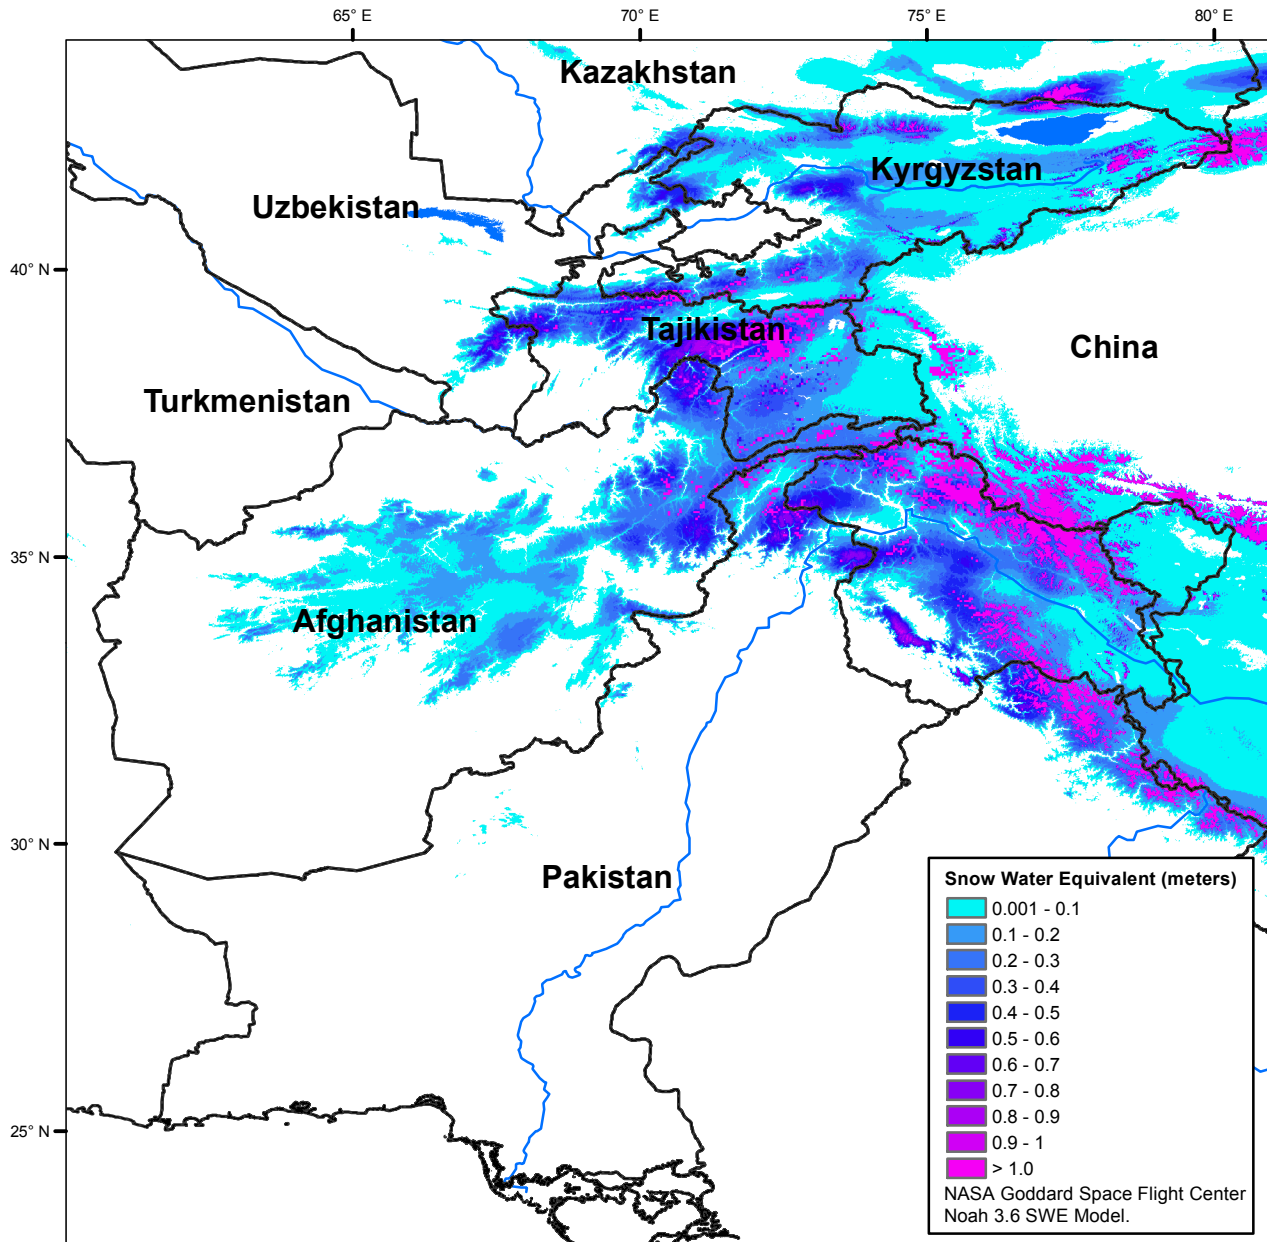 65° E
70° E
75° E
80° E
Kazakhstan
Kyrgyzstan
Uzbekistan
40° N
Tajikistan
China
Turkmenistan
35° N
Afghanistan
30° N
Pakistan
25° N
Snow Water Equivalent (meters)
0.001 - 0.1
0.1 - 0.2
0.2 - 0.3
0.3 - 0.4
0.4 - 0.5
0.5 - 0.6
0.6 - 0.7
0.7 - 0.8
0.8 - 0.9
0.9 - 1
> 1.0
NASA Goddard Space Flight Center
Noah 3.6 SWE Model.